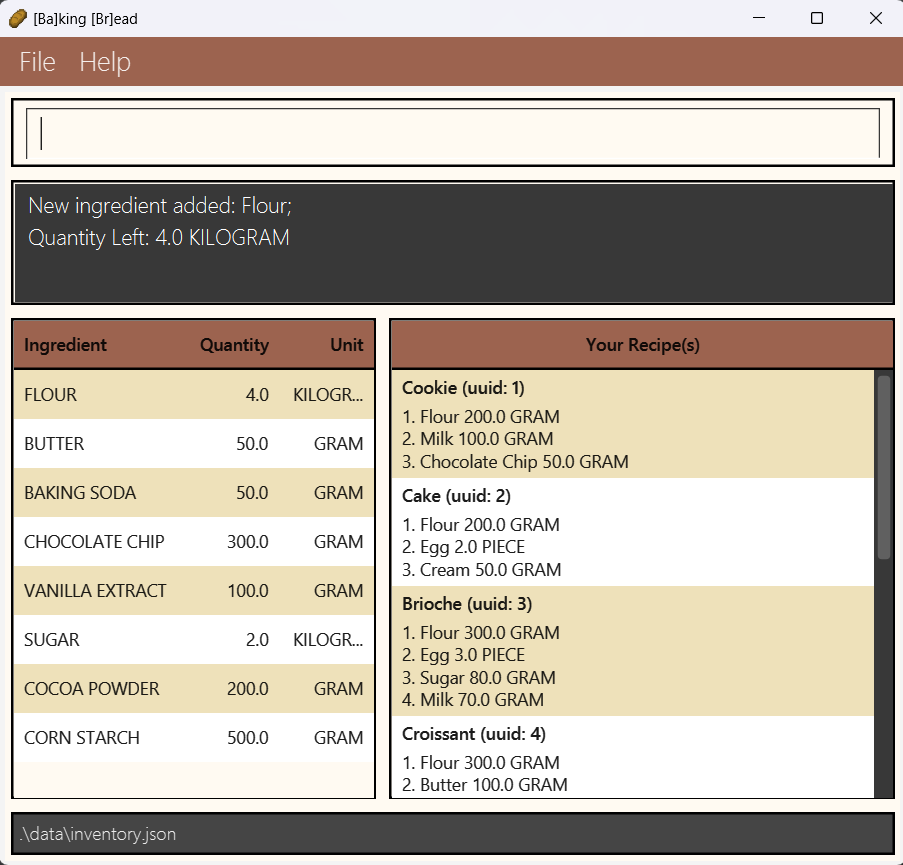 [Ba]king [Br]ead
File Help
New ingredient added: Flour;
Quantity Left: 4.0 KILOGRAM
Ingredient Quantity Unit
FLOUR 4.0 KILOGR...
BUTTER 50.0 GRAM
BAKING SODA 50.0 GRAM
CHOCOLATE CHIP 300.0 GRAM
VANILLA EXTRACT 100.0 GRAM
SUGAR 2.0 KILOGR...
COCOA POWDER 200.0 GRAM
CORN STARCH 500.0 GRAM
Your Recipe(s)
Cookie (uuid: 1)
1. Flour 200.0 GRAM
2. Milk 100.0 GRAM
3. Chocolate Chip 50.0 GRAM
Cake (uuid: 2)
1. Flour 200.0 GRAM
2. Egg 2.0 PIECE
3. Cream 50.0 GRAM
Brioche (uuid: 3)
1. Flour 300.0 GRAM
2. Egg 3.0 PIECE
3. Sugar 80.0 GRAM
4. Milk 70.0 GRAM
Croissant (uuid: 4)
1. Flour 300.0 GRAM
2. Butter 100.0 GRAM
.\data\inventory.json